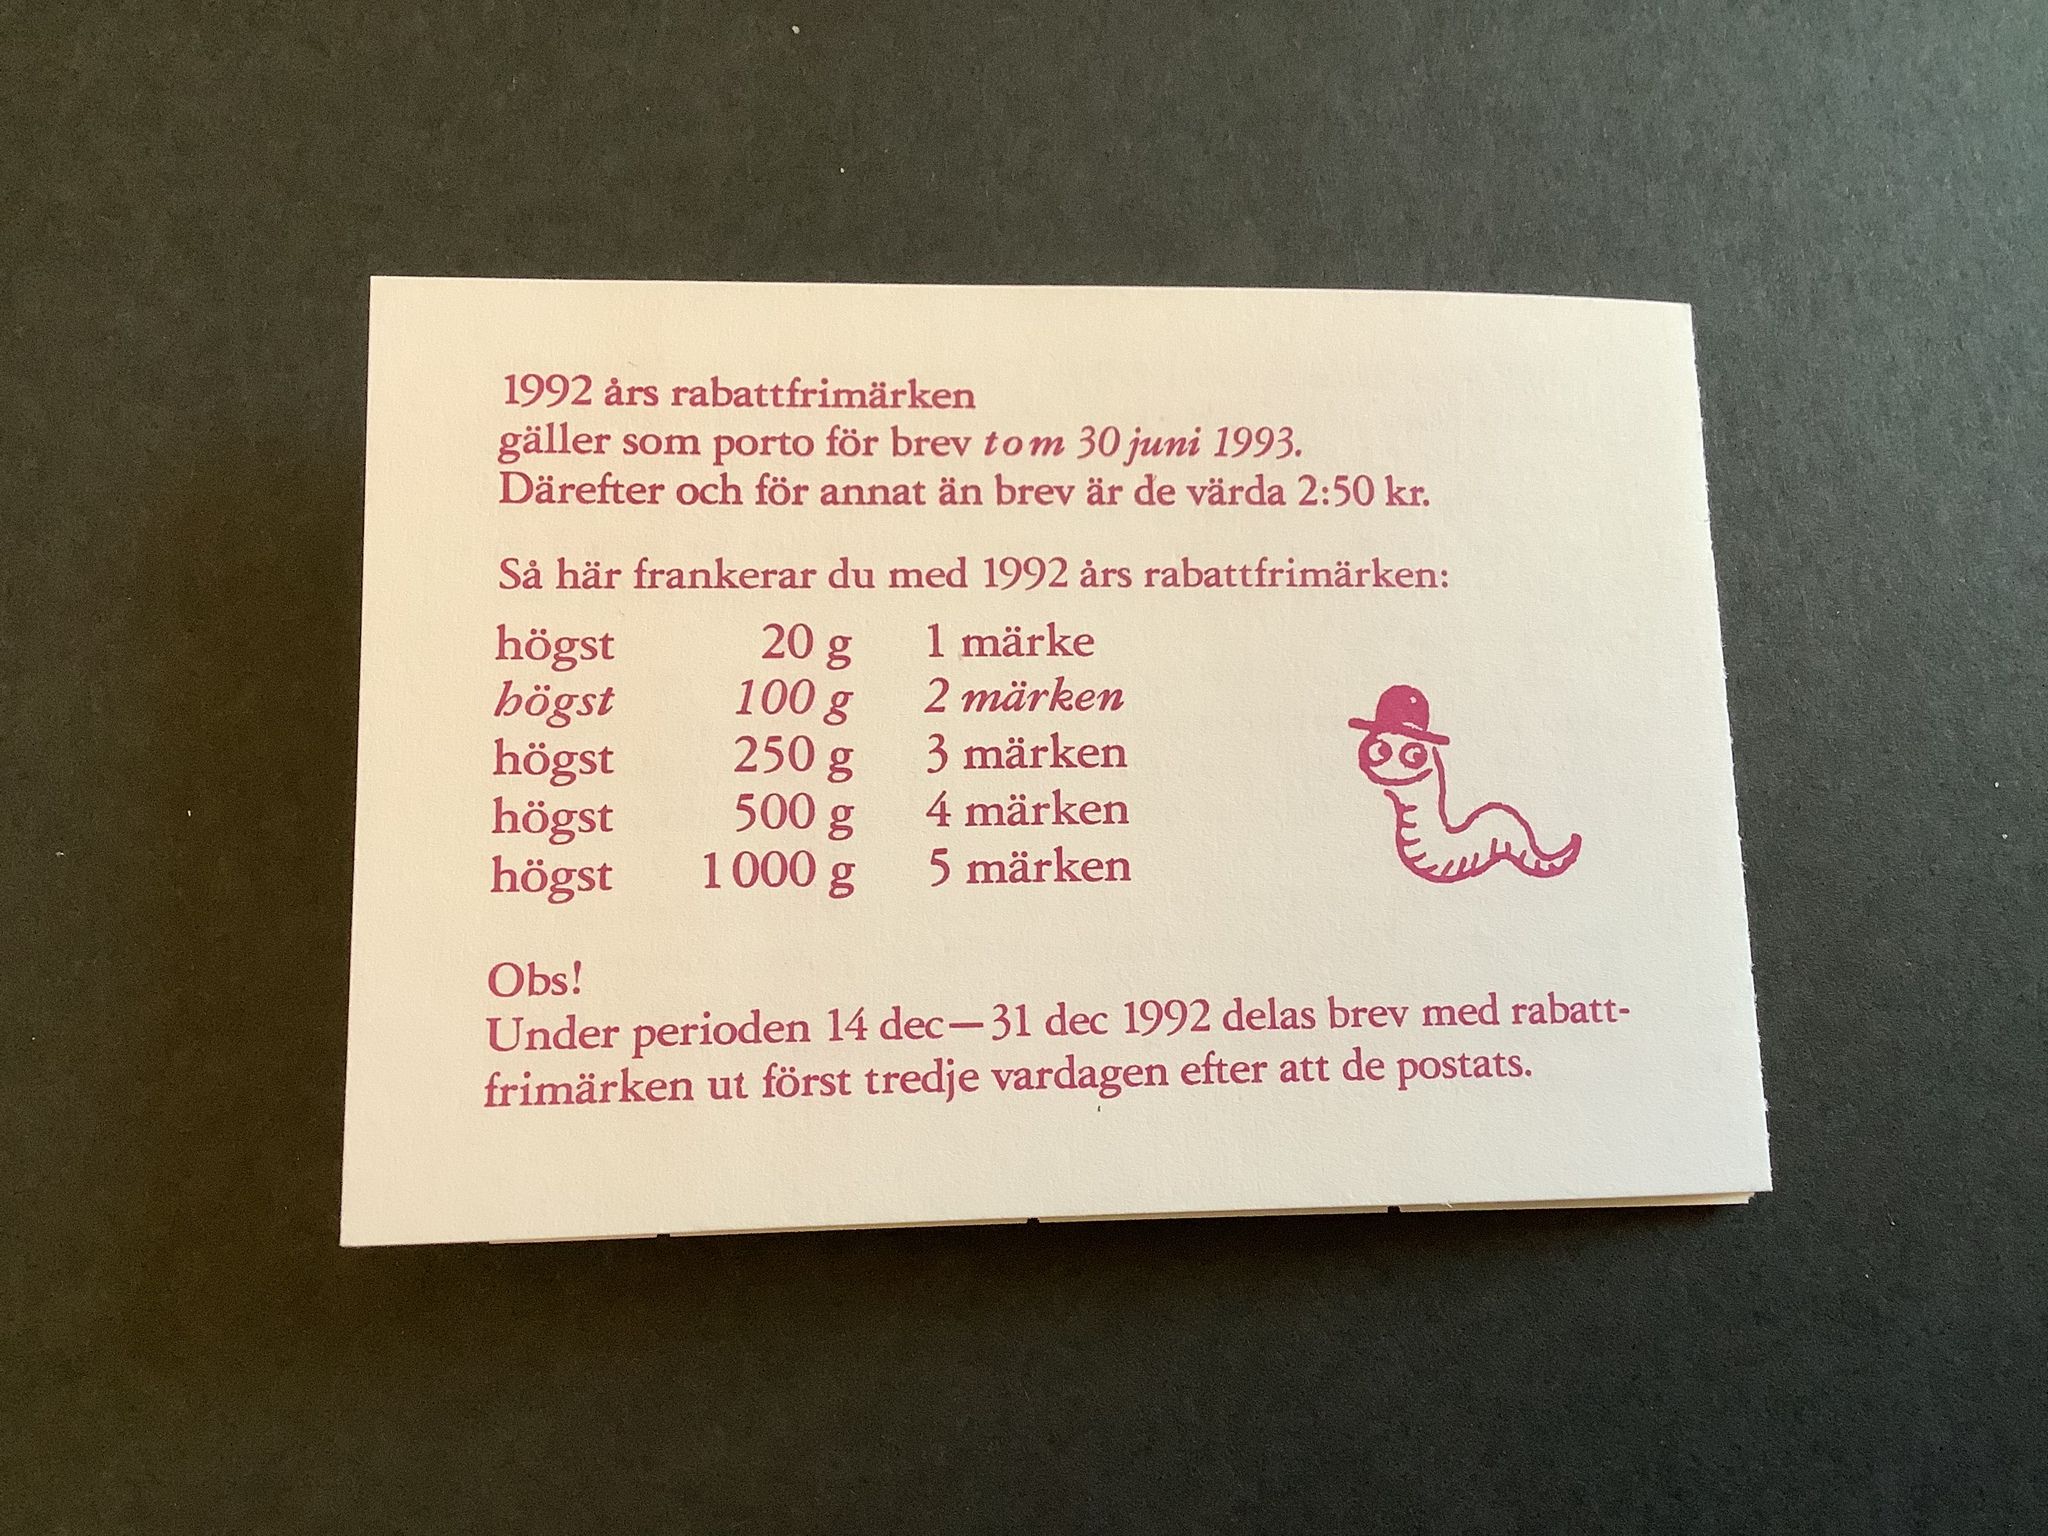 1992 års rabattfrimärken
gäller som porto för brev tom 30 juni 1993.
Därefter och för annat än brev är de värda 2:50 kr.
Så här frankerar du med 1992 års rabattfrimärken:
högst 20 g 1 märke
högst 100 g 2 märken
högst 250 g 3 märken
högst 500 g 4 märken
högst 1 000 g 5 märken
Obs!
Under perioden 14 dec—31 dec 1992 delas brev med rabatt-
frimärken ut först tredje vardagen efter att de postats.